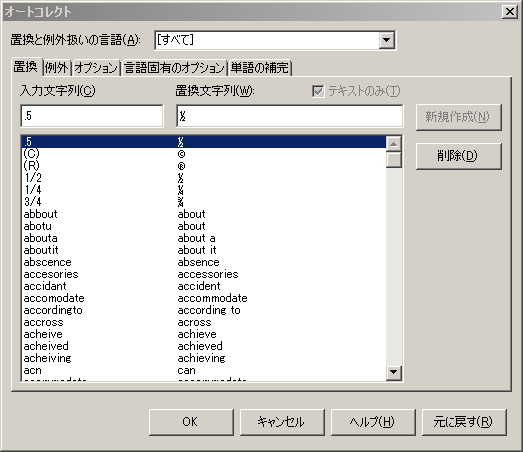 オートコレクト
置換と例外扱いの言語(A): [すべて]
置換 例外 オプション 言語固有のオプション 単語の補完
入力文字列(C) 置換文字列(W): テキストのみ(T)
.5 ½ 新規作成(N)
.5 ½
(C) ©
(R) ®
1/2 ½
1/4 ¼
3/4 ¾
abbout about
abotu about
abouta about a
aboutit about it
abscence absence
accesories accessories
accidant accident
accomodate accommodate
accordingto according to
accross across
acheive achieve
acheived achieved
acheiving achieving
acn can
削除(D)
OK キャンセル ヘルプ(H) 元に戻す(R)